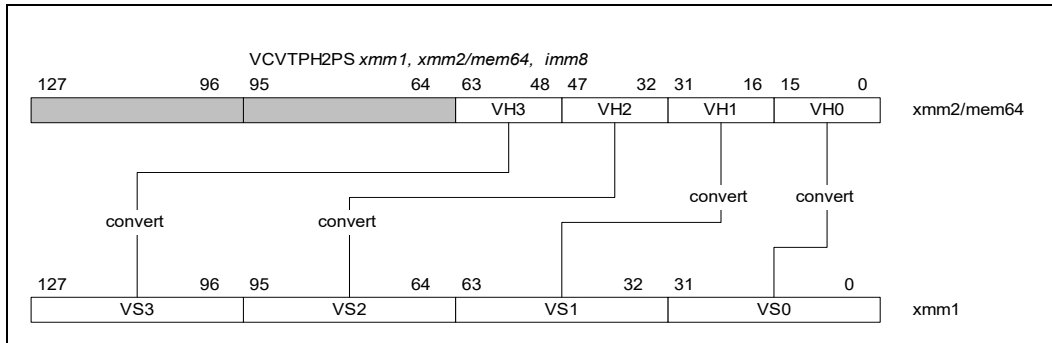 VCVTPH2PS xmm1, xmm2/mem64, imm8
127 96 95 64 63 48 47 32 31 16 15 0
VH3 VH2 VH1 VH0 xmm2/mem64
convert convert
convert convert
127 96 95 64 63 32 31 0
VS3 VS2 VS1 VS0 xmm1